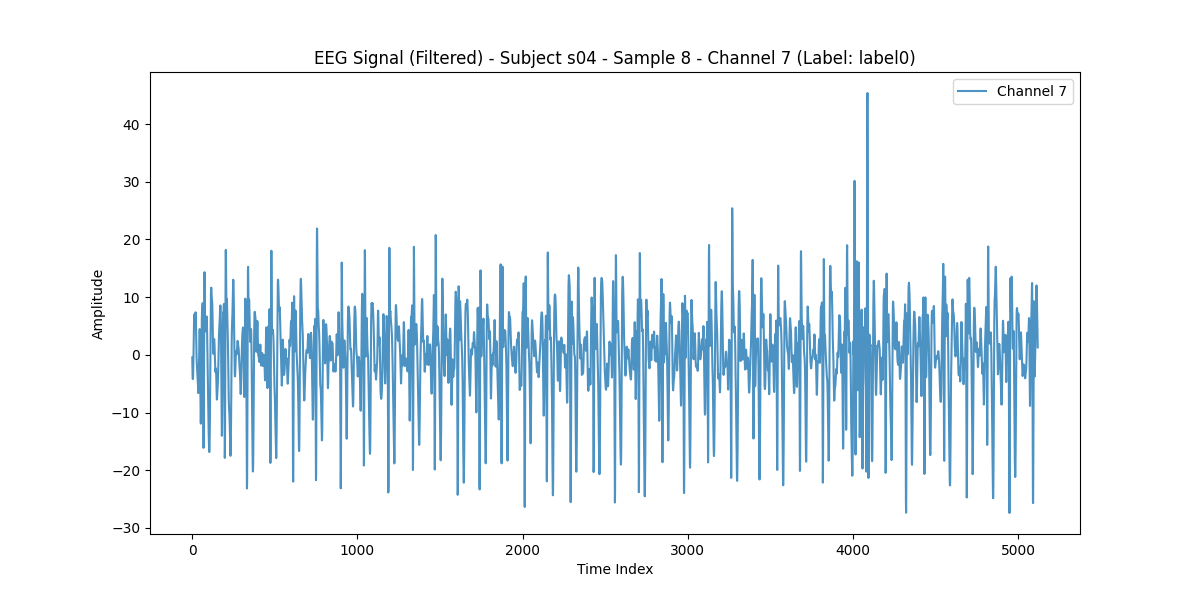 EEG Signal (Filtered) - Subject s04 - Sample 8 - Channel 7 (Label: label0)
Channel 7
Amplitude
40
30
20
10
0
−10
−20
−30
0 1000 2000 3000 4000 5000
Time Index